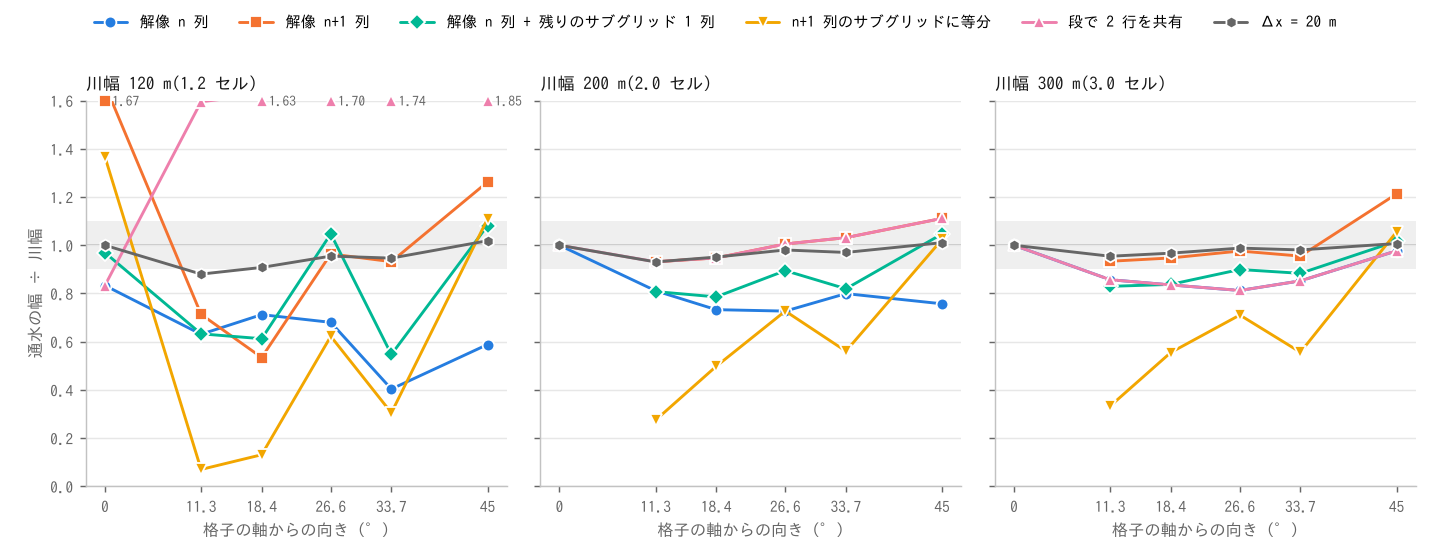 解像 n 列 解像 n+1 列 解像 n 列 + 残りのサブグリッド 1 列 n+1 列のサブグリッドに等分 段で 2 行を共有 Δx = 20 m
川幅 120 m(1.2 セル) 川幅 200 m(2.0 セル) 川幅 300 m(3.0 セル)
1.6 1.67 1.63 1.70 1.74 1.85
1.4
1.2
1.0
0.8
0.6
0.4
0.2
0.0
通水の幅 ÷ 川幅
0 11.3 18.4 26.6 33.7 45 0 11.3 18.4 26.6 33.7 45 0 11.3 18.4 26.6 33.7 45
格子の軸からの向き(°) 格子の軸からの向き(°) 格子の軸からの向き(°)